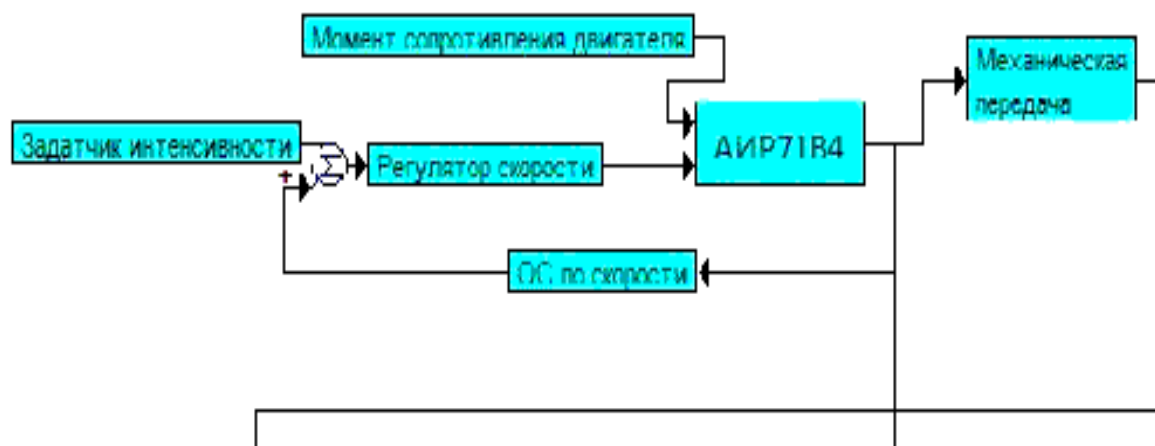 Момент сопротивления двигателя
Механическая
передача
Задатчик интенсивности
АИР71В4
+
Σ
Регулятор скорости
ОС по скорости